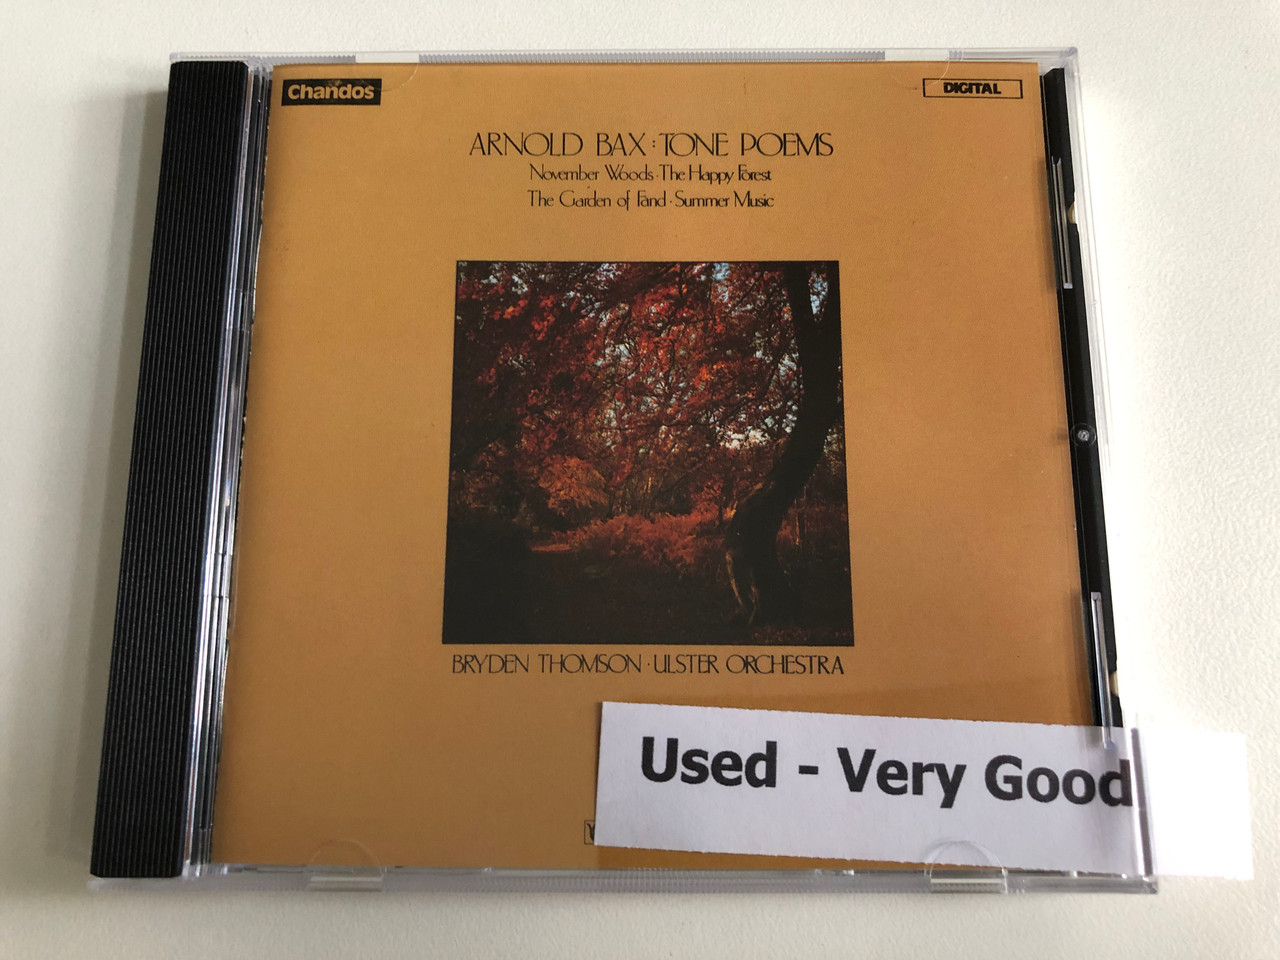 Chandos
DIGITAL
ARNOLD BAX : TONE POEMS
November Woods · The Happy Forest
The Garden of Fand · Summer Music
BRYDEN THOMSON · ULSTER ORCHESTRA
Used - Very Good